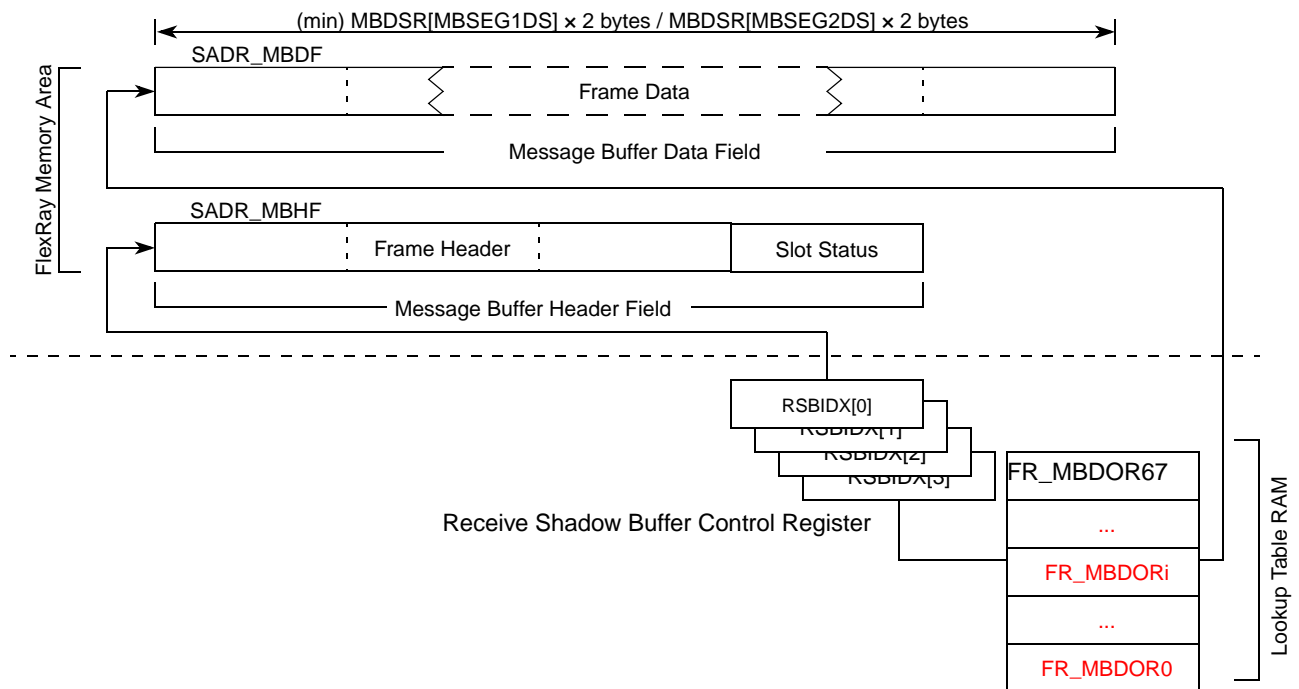 (min) MBDSR[MBSEG1DS] × 2 bytes / MBDSR[MBSEG2DS] × 2 bytes
SADR_MBDF
Frame Data
Message Buffer Data Field
FlexRay Memory Area
SADR_MBHF
Frame Header
Slot Status
Message Buffer Header Field
RSBIDX[0]
RSBIDX[1]
RSBIDX[2]
RSBIDX[3]
Receive Shadow Buffer Control Register
FR_MBDOR67
...
FR_MBDORi
...
FR_MBDOR0
Lookup Table RAM